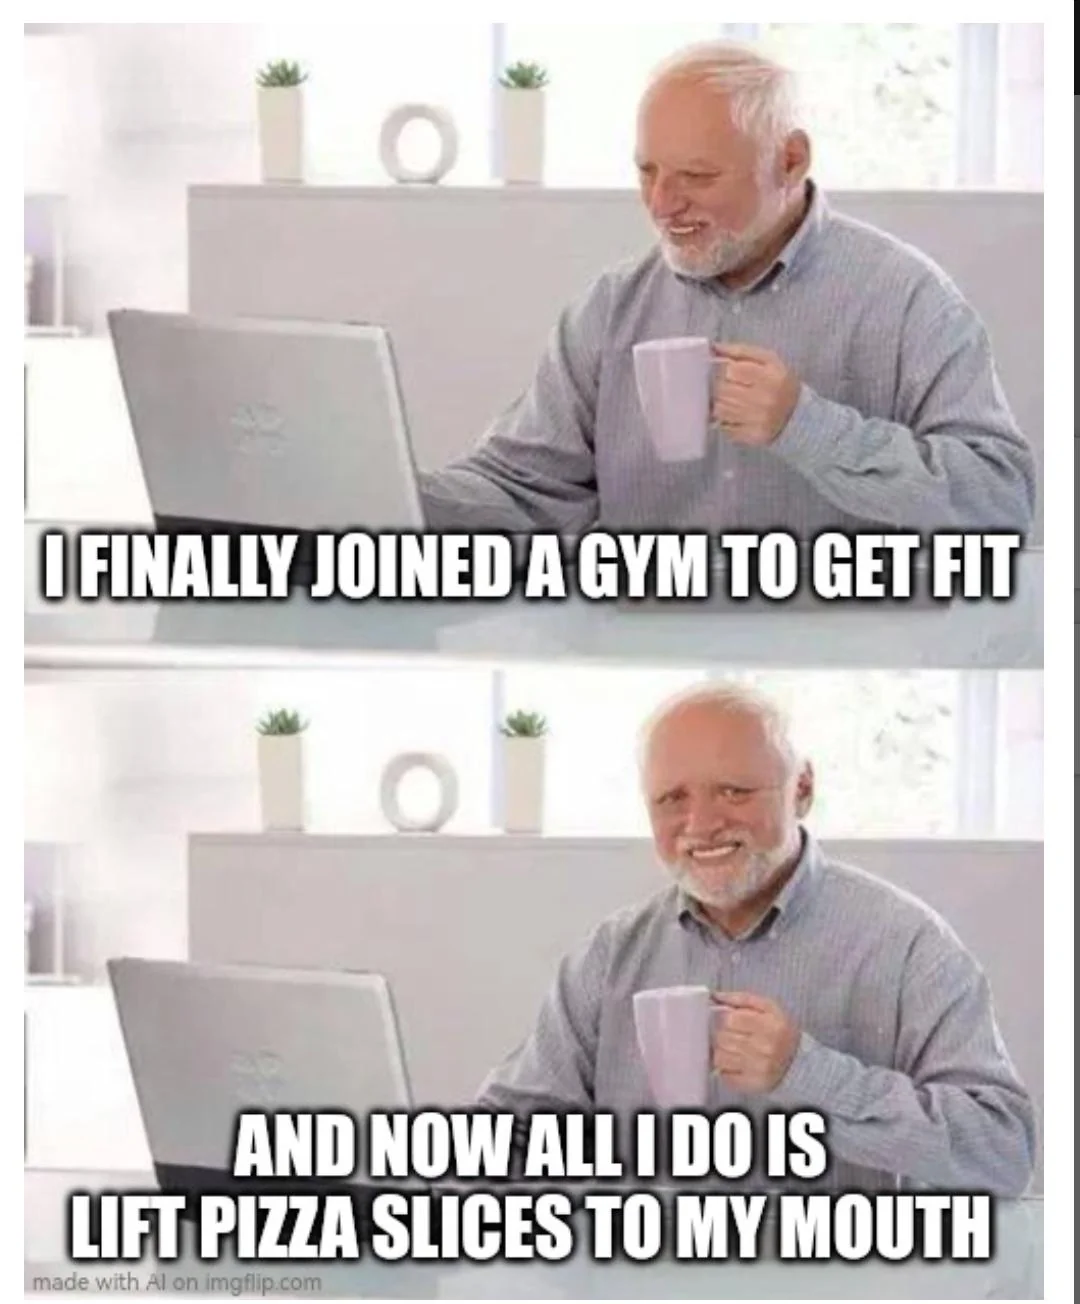 I FINALLY JOINED A GYM TO GET FIT
AND NOW ALL I DO IS
LIFT PIZZA SLICES TO MY MOUTH
made with AI on imgflip.com